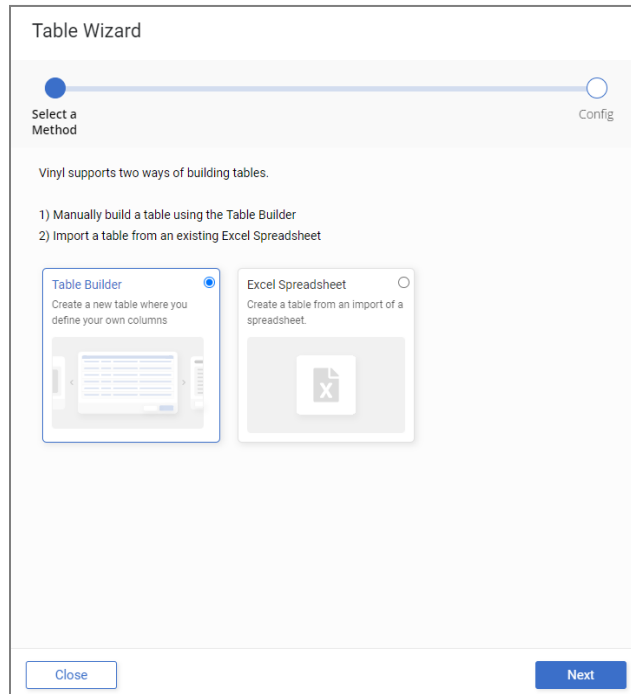 Table Wizard
Select a
Method
Config
Vinyl supports two ways of building tables.
1) Manually build a table using the Table Builder
2) Import a table from an existing Excel Spreadsheet
Table Builder
Create a new table where you
define your own columns
Excel Spreadsheet
Create a table from an import of a
spreadsheet.
X
Close
Next